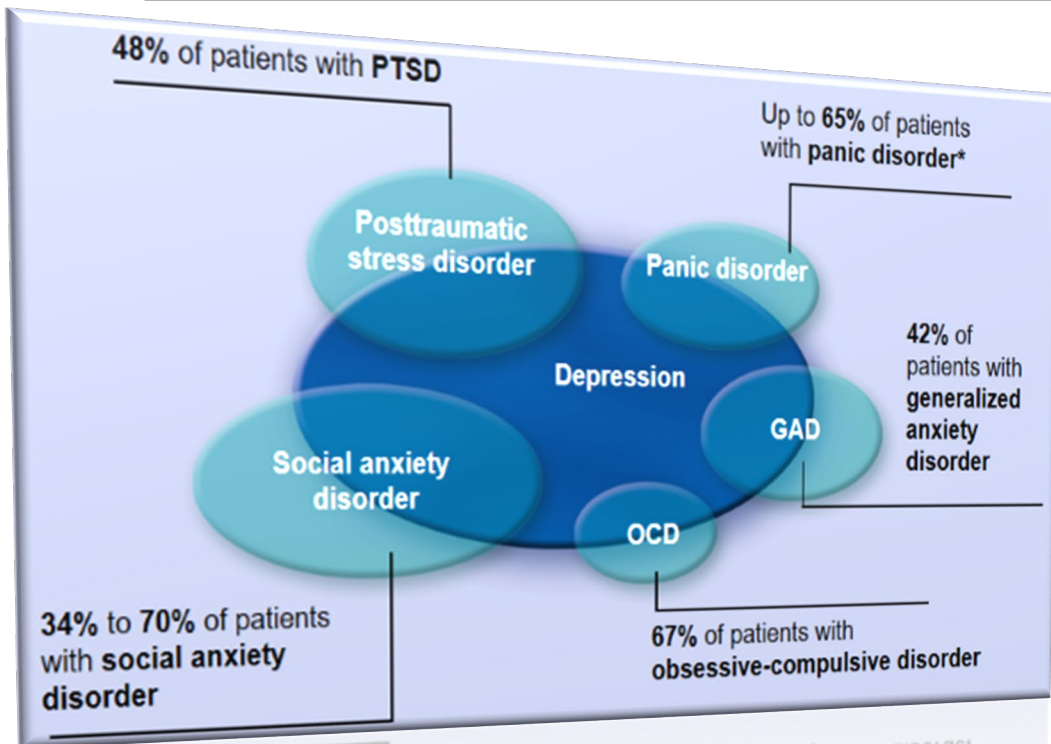 48% of patients with PTSD
Up to 65% of patients
with panic disorder*
Posttraumatic
stress disorder
Panic disorder
42% of
patients with
generalized
anxiety
disorder
Depression
GAD
Social anxiety
disorder
OCD
34% to 70% of patients
with social anxiety
disorder
67% of patients with
obsessive-compulsive disorder